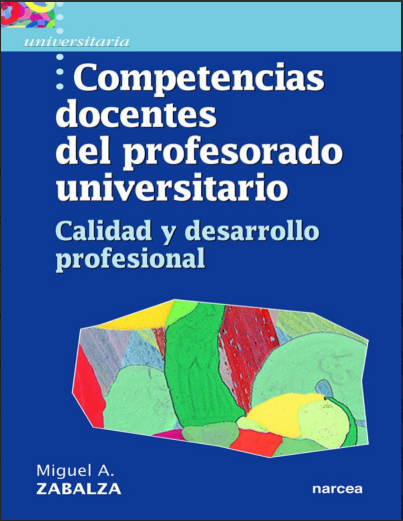 universitaria
Competencias
docentes
del profesorado
universitario
Calidad y desarrollo
profesional
Miguel A.
ZABALZA
narcea